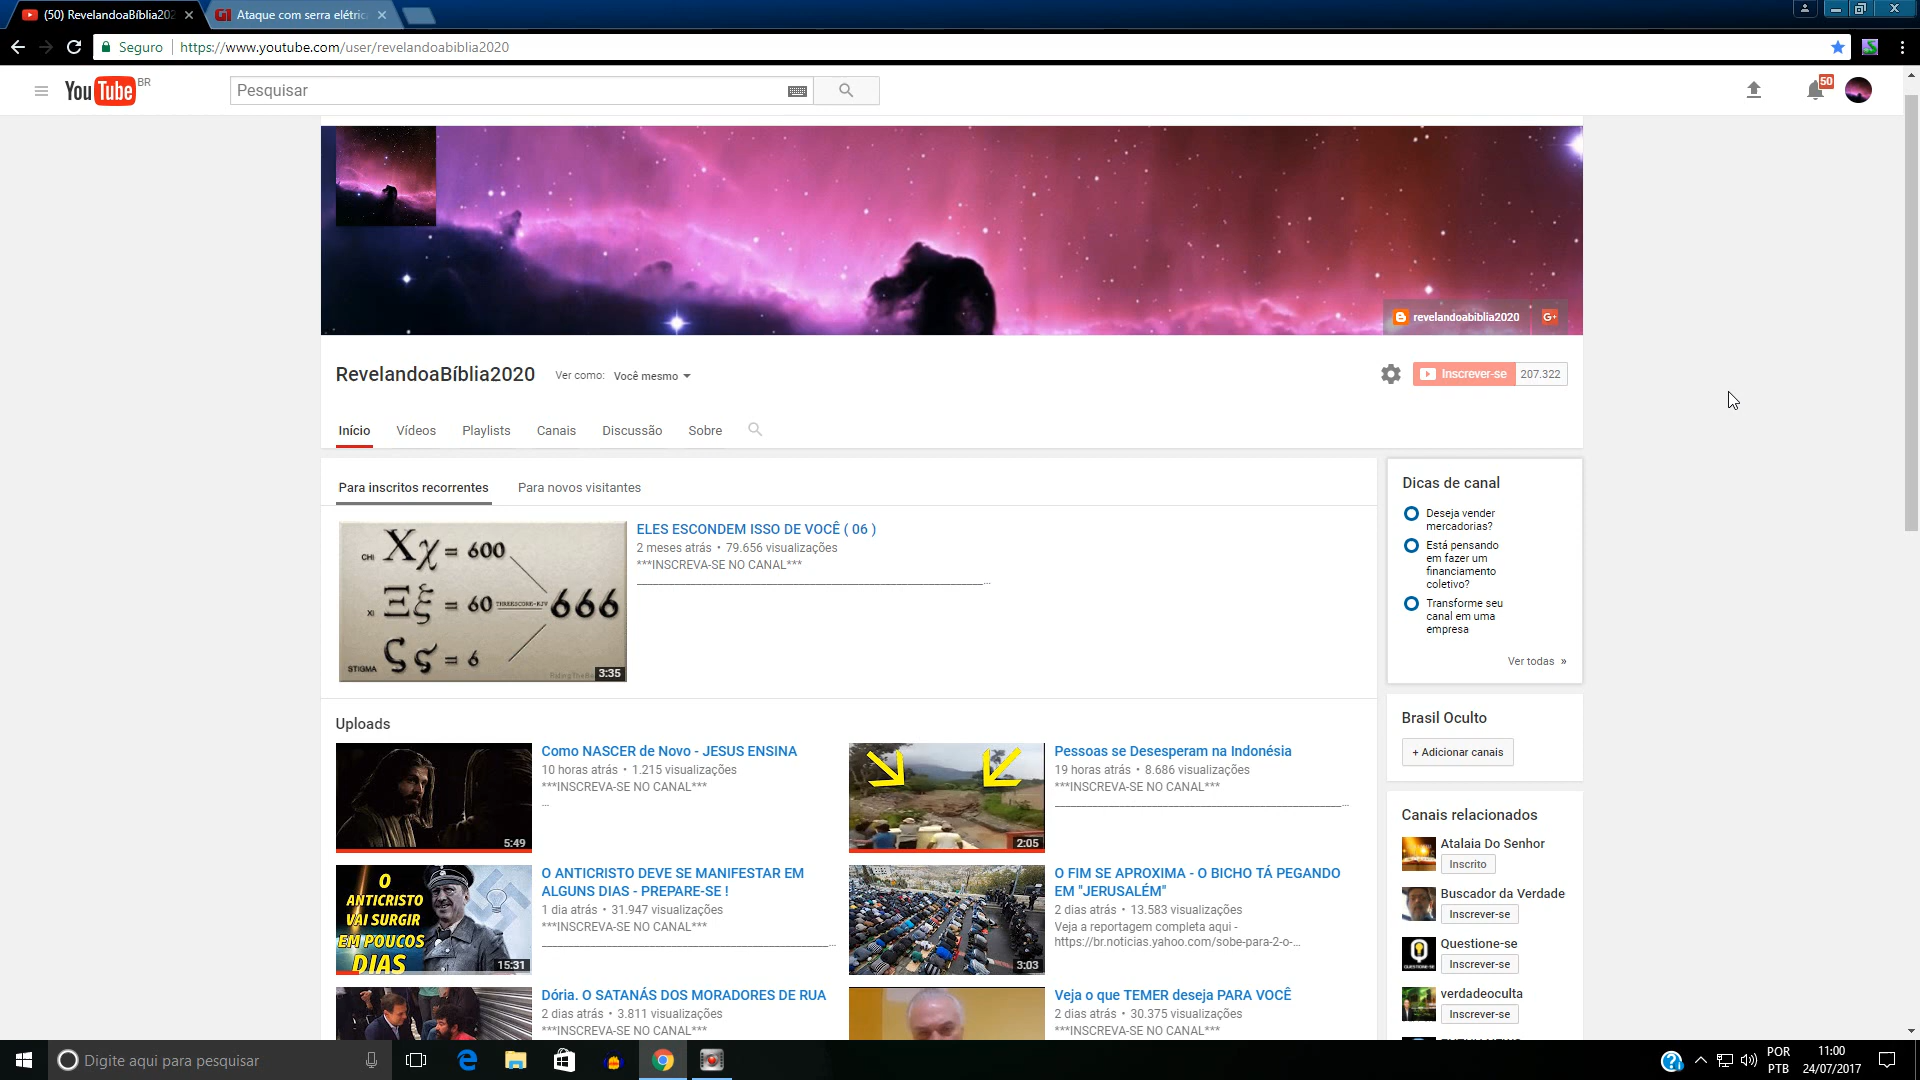 (50) RevelandoaBíblia202
Ataque com serra elétric
Seguro
https://www.youtube.com/user/revelandoabiblia2020
YouTube BR
Pesquisar
50
revelandoabiblia2020
G+
RevelandoaBíblia2020
Ver como: Você mesmo
Inscrever-se 207.322
Início Vídeos Playlists Canais Discussão Sobre
Para inscritos recorrentes Para novos visitantes
CHI Χχ = 600
XI Ξξ = 60 THREESCORE-KJV 666
STIGMA Ϛϛ = 6
3:35
ELES ESCONDEM ISSO DE VOCÊ ( 06 )
2 meses atrás • 79.656 visualizações
***INSCREVA-SE NO CANAL***
Uploads
5:49
Como NASCER de Novo - JESUS ENSINA
10 horas atrás • 1.215 visualizações
***INSCREVA-SE NO CANAL***
...
2:05
Pessoas se Desesperam na Indonésia
19 horas atrás • 8.686 visualizações
***INSCREVA-SE NO CANAL***
O
ANTICRISTO
VAI SURGIR
EM POUCOS
DIAS
15:31
O ANTICRISTO DEVE SE MANIFESTAR EM
ALGUNS DIAS - PREPARE-SE !
1 dia atrás • 31.947 visualizações
***INSCREVA-SE NO CANAL***
3:03
O FIM SE APROXIMA - O BICHO TÁ PEGANDO
EM "JERUSALÉM"
2 dias atrás • 13.583 visualizações
Veja a reportagem completa aqui -
https://br.noticias.yahoo.com/sobe-para-2-o-...
Dória. O SATANÁS DOS MORADORES DE RUA
2 dias atrás • 3.811 visualizações
***INSCREVA-SE NO CANAL***
Veja o que TEMER deseja PARA VOCÊ
2 dias atrás • 30.375 visualizações
***INSCREVA-SE NO CANAL***
Dicas de canal
Deseja vender
mercadorias?
Está pensando
em fazer um
financiamento
coletivo?
Transforme seu
canal em uma
empresa
Ver todas »
Brasil Oculto
+ Adicionar canais
Canais relacionados
Atalaia Do Senhor
Inscrito
Buscador da Verdade
Inscrever-se
QUESTIONE-SE
Questione-se
Inscrever-se
verdadeoculta
Inscrever-se
Digite aqui para pesquisar
POR
PTB
11:00
24/07/2017